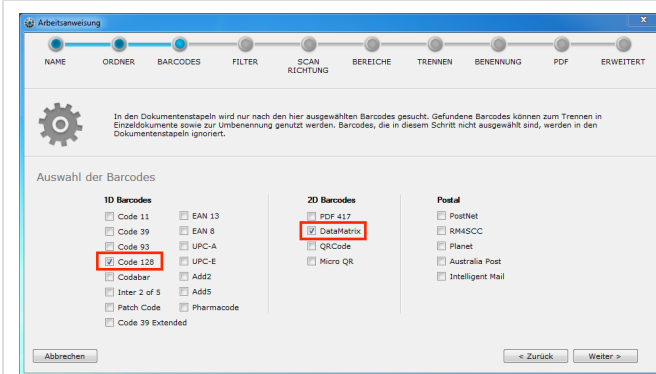 Arbeitsanweisung
NAME
ORDNER
BARCODES
FILTER
SCAN
RICHTUNG
BEREICHE
TRENNEN
BENENNUNG
PDF
ERWEITERT
In den Dokumentenstapeln wird nur nach den hier ausgewählten Barcodes gesucht. Gefundene Barcodes können zum Trennen in
Einzeldokumente sowie zur Umbenennung genutzt werden. Barcodes, die in diesem Schritt nicht ausgewählt sind, werden in den
Dokumentenstapeln ignoriert.
Auswahl der Barcodes
1D Barcodes
Code 11
Code 39
Code 93
Code 128
Codabar
Inter 2 of 5
Patch Code
Code 39 Extended
EAN 13
EAN 8
UPC-A
UPC-E
Add2
Add5
Pharmacode
2D Barcodes
PDF 417
DataMatrix
QRCode
Micro QR
Postal
PostNet
RM4SCC
Planet
Australia Post
Intelligent Mail
Abbrechen
< Zurück
Weiter >